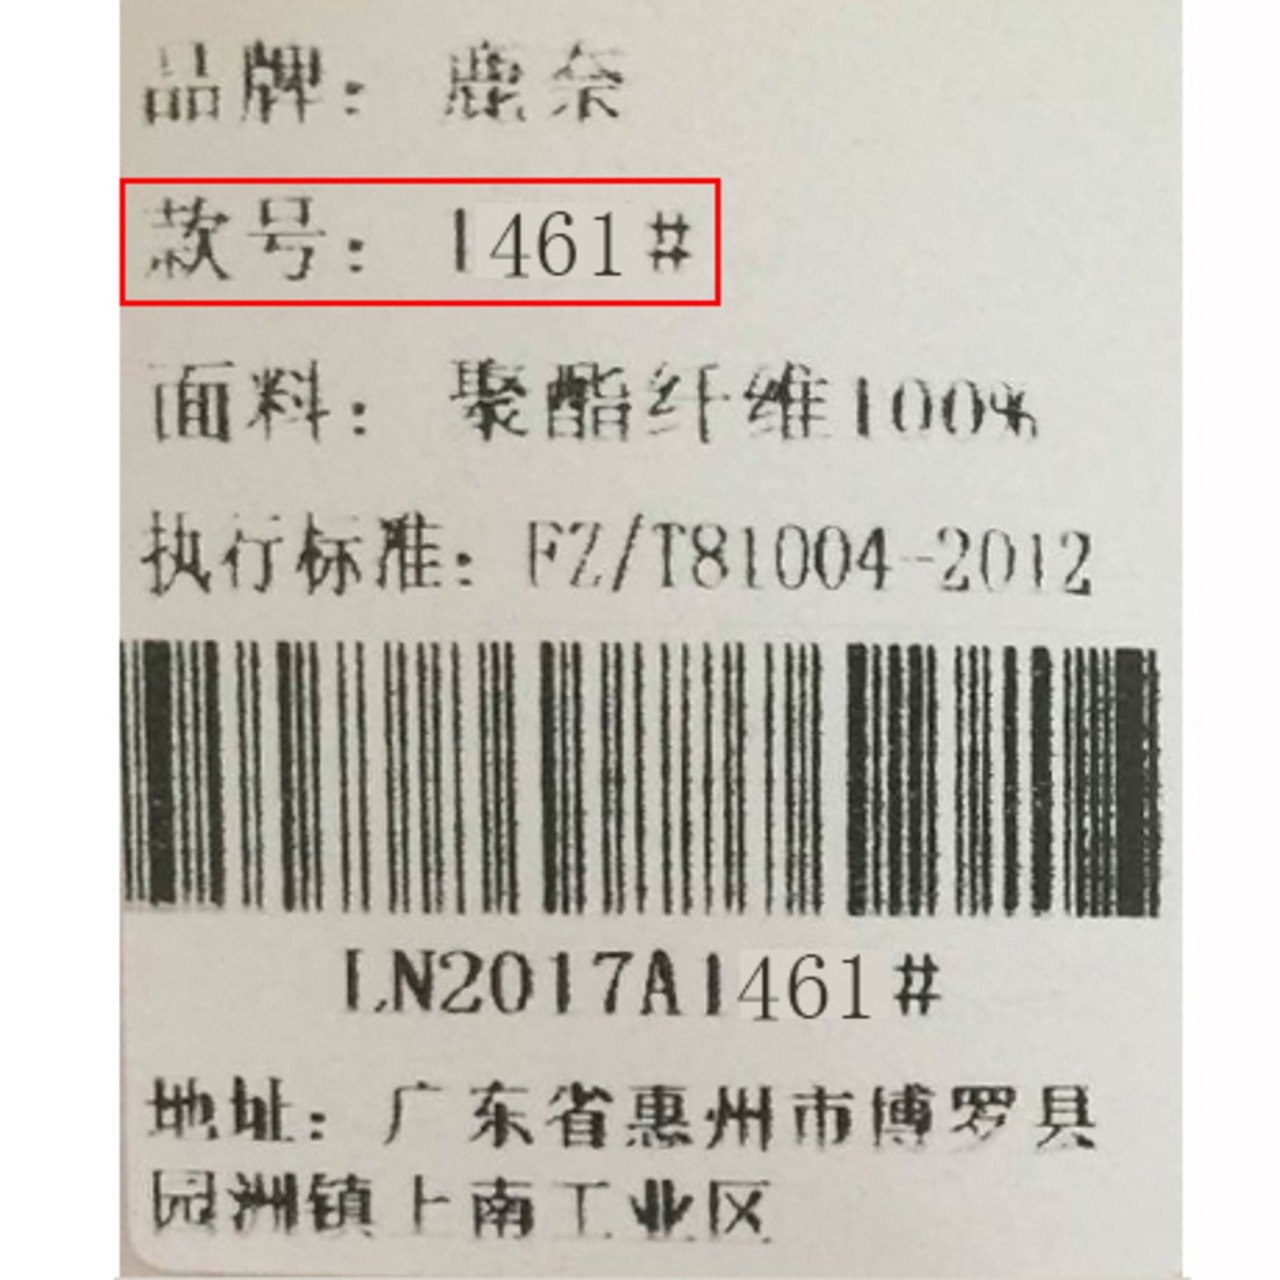 品牌：鹿奈
款号：1461#
面料：聚酯纤维100%
执行标准：FZ/T81004-2012
LN2017A1461#
地址：广东省惠州市博罗县
园洲镇上南工业区